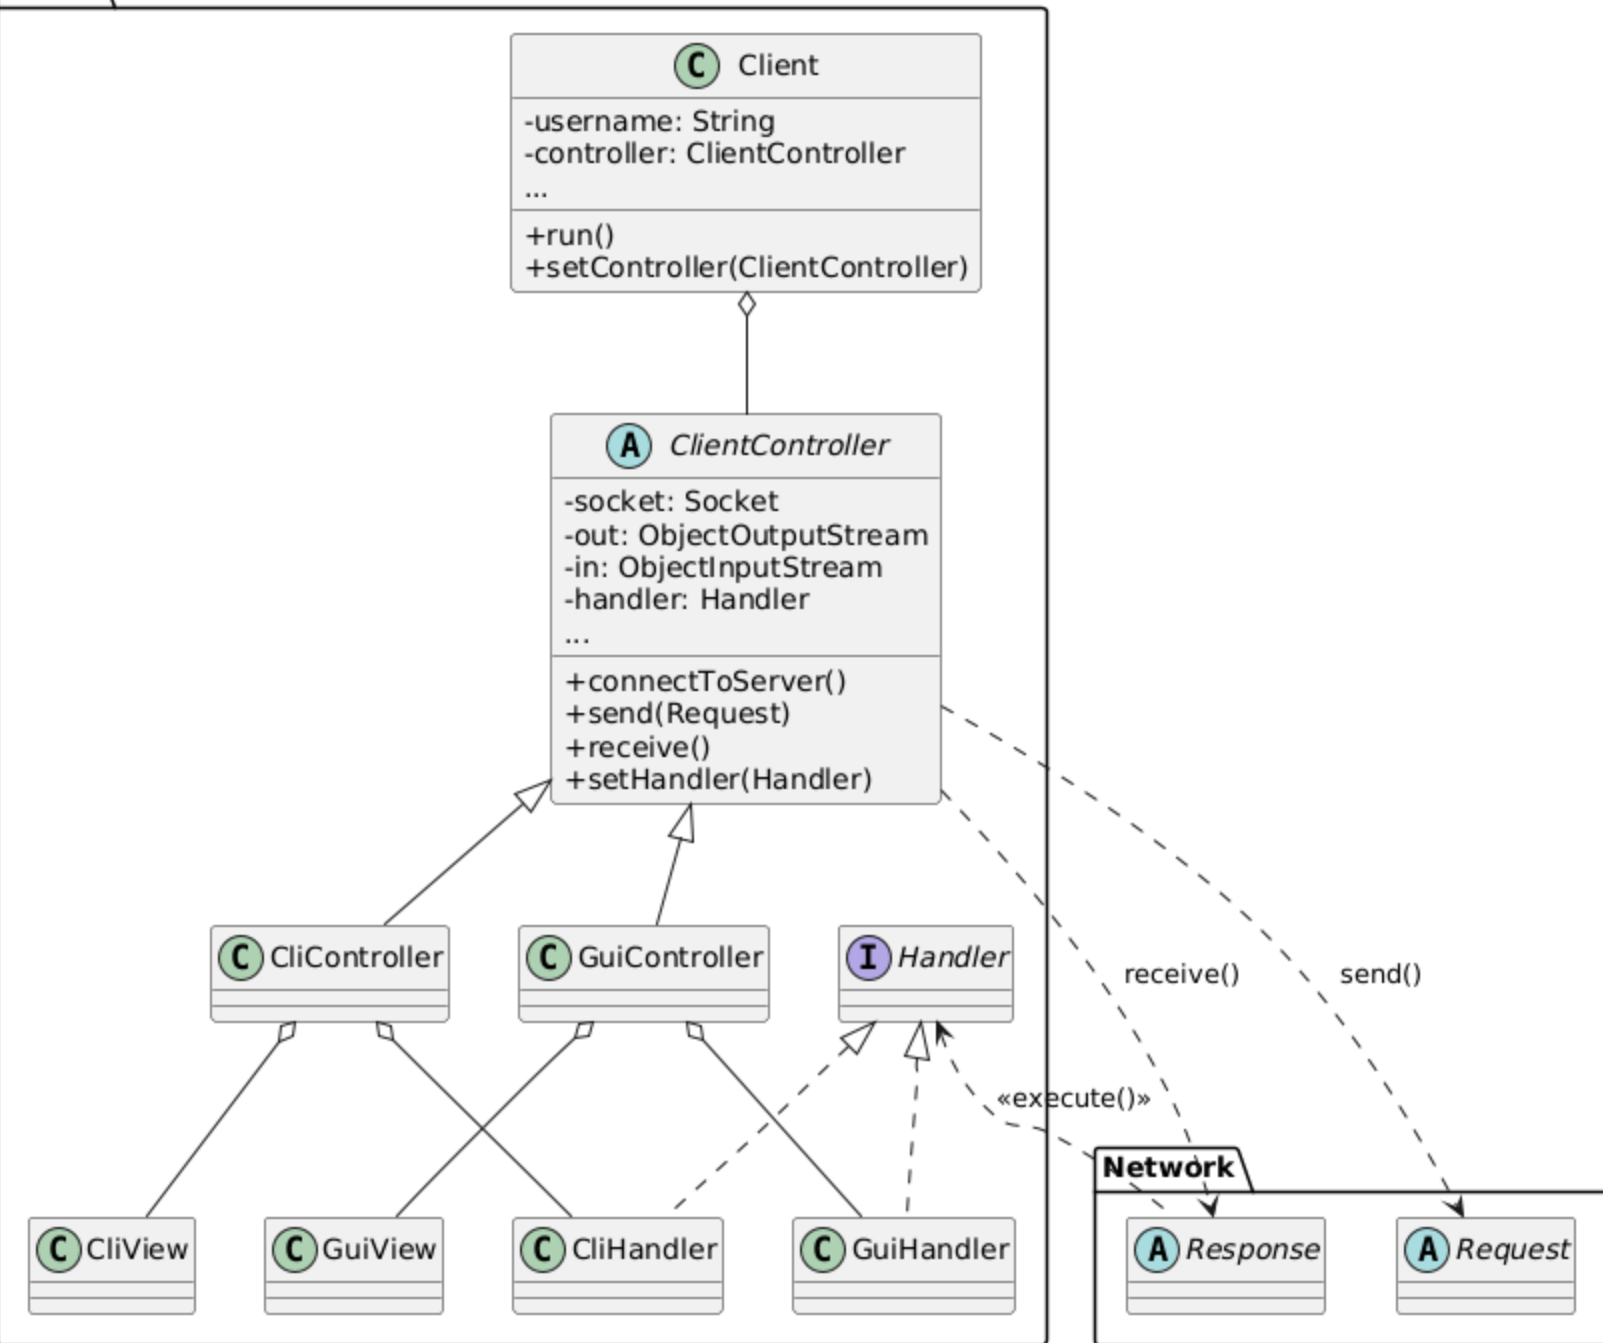 C Client
-username: String
-controller: ClientController
...
+run()
+setController(ClientController)
A ClientController
-socket: Socket
-out: ObjectOutputStream
-in: ObjectInputStream
-handler: Handler
...
+connectToServer()
+send(Request)
+receive()
+setHandler(Handler)
C CliController
C GuiController
I Handler
receive()
send()
«execute()»
Network
C CliView
C GuiView
C CliHandler
C GuiHandler
A Response
A Request